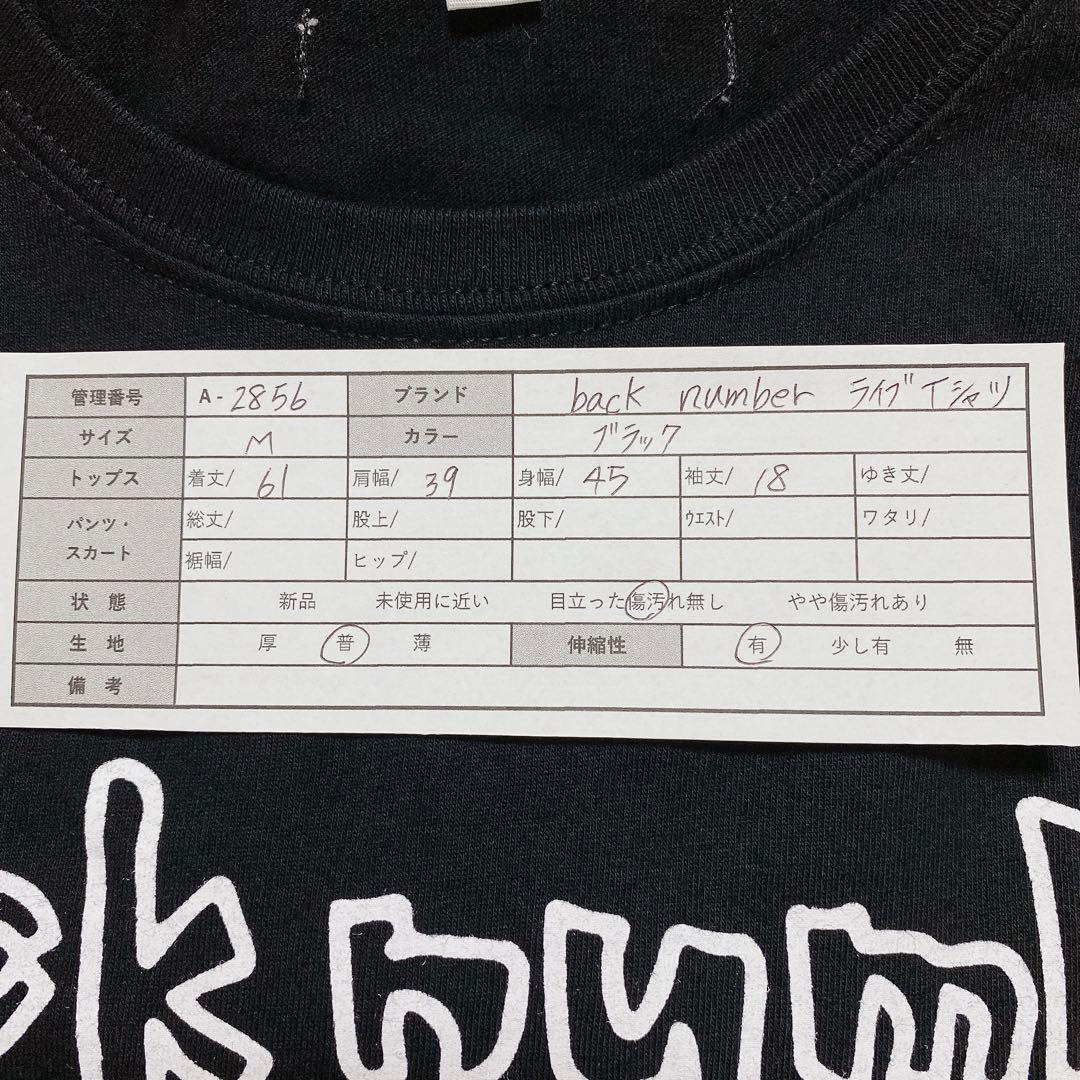 管理番号 A-2856 ブランド back number ライブTシャツ
サイズ M カラー ブラック
トップス 着丈/ 61 肩幅/ 39 身幅/ 45 袖丈/ 18 ゆき丈/
パンツ・スカート 総丈/ 股上/ 股下/ ウエスト/ ワタリ/
裾幅/ ヒップ/
状態 新品 未使用に近い 目立った傷汚れ無し やや傷汚れあり
生地 厚 普 薄 伸縮性 有 少し有 無
備考
k num